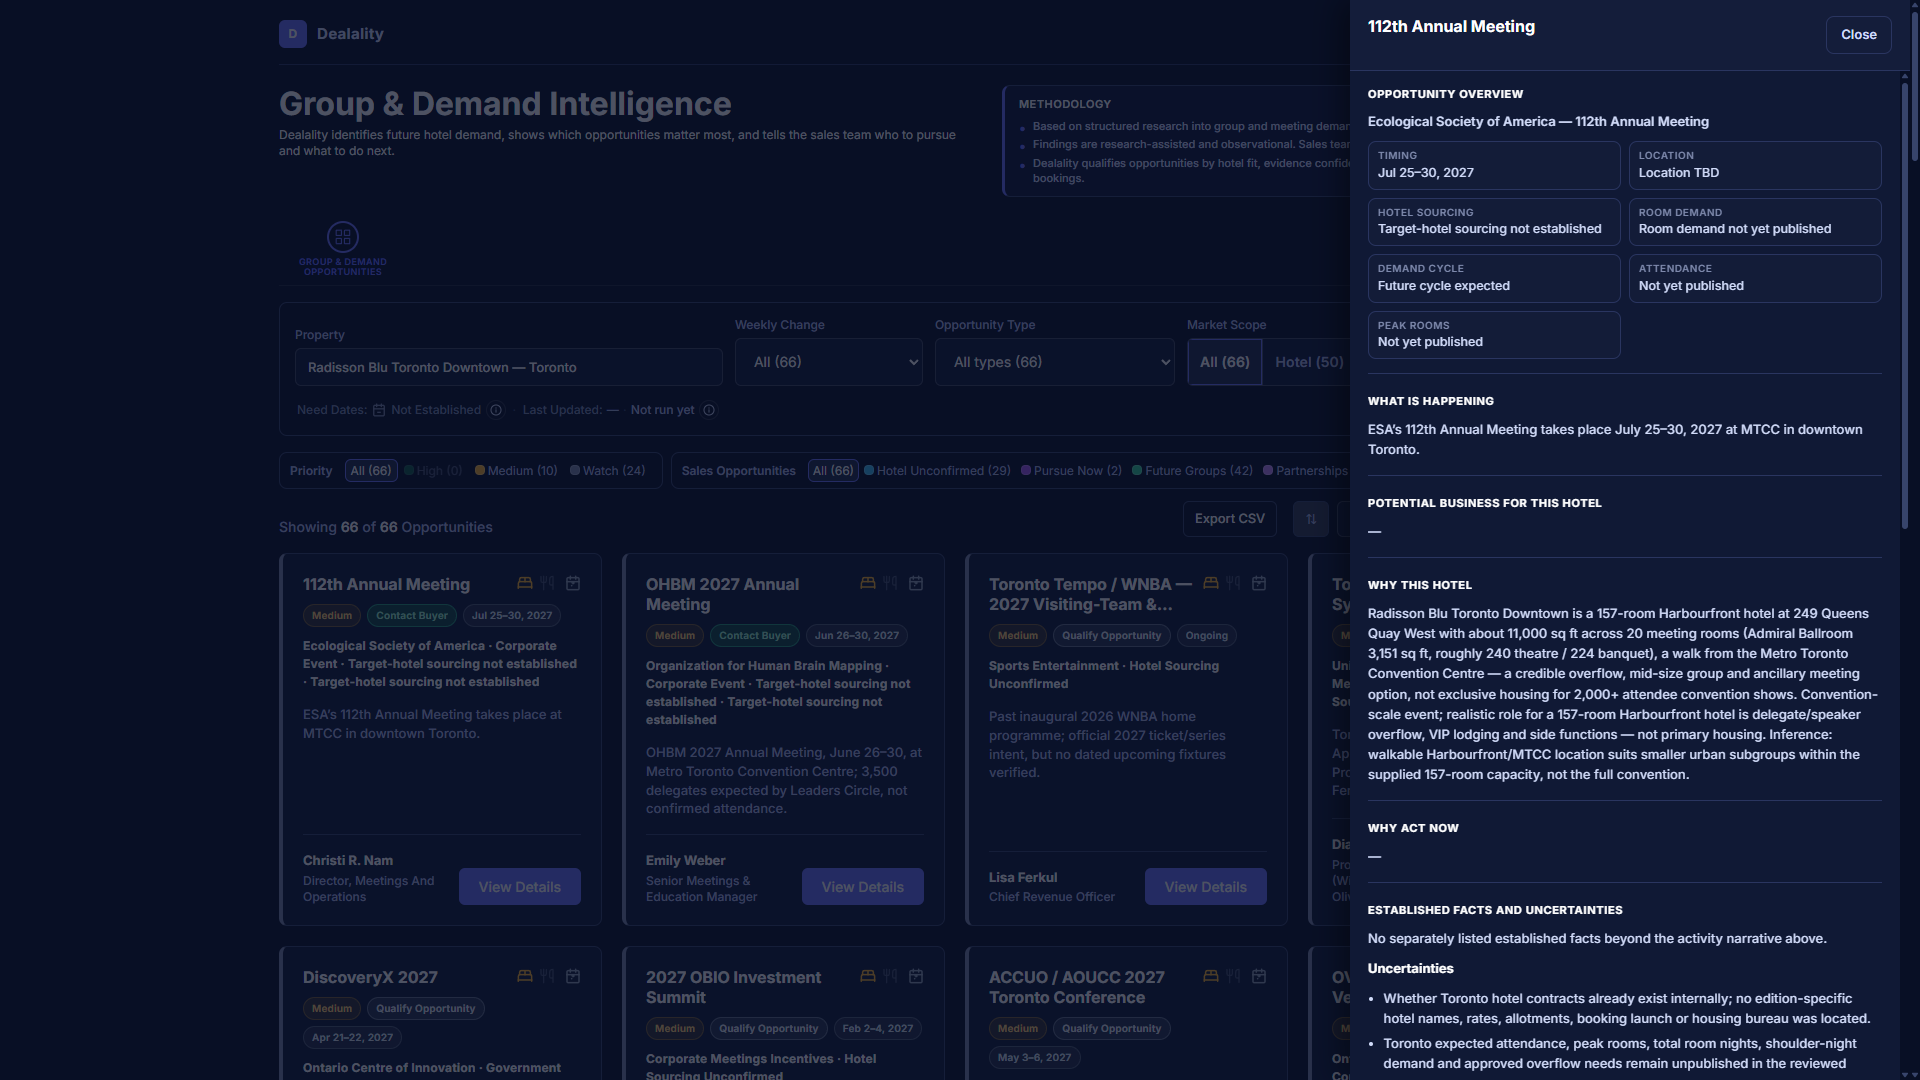 D Dealality
Group & Demand Intelligence
Dealality identifies future hotel demand, shows which opportunities matter most, and tells the sales team who to pursue
and what to do next.
METHODOLOGY
Based on structured research into group and meeting deman
Findings are research-assisted and observational. Sales tean
Dealality qualifies opportunities by hotel fit, evidence confide
bookings.
GROUP & DEMAND
OPPORTUNITIES
Property
Radisson Blu Toronto Downtown — Toronto
Weekly Change
All (66)
Opportunity Type
All types (66)
Market Scope
All (66) Hotel (50)
Need Dates: Not Established · Last Updated: — · Not run yet
Priority All (66) High (0) Medium (10) Watch (24)
Sales Opportunities All (66) Hotel Unconfirmed (29) Pursue Now (2) Future Groups (42) Partnerships
Showing 66 of 66 Opportunities
Export CSV
112th Annual Meeting
Medium Contact Buyer Jul 25–30, 2027
Ecological Society of America · Corporate
Event · Target-hotel sourcing not established
· Target-hotel sourcing not established
ESA's 112th Annual Meeting takes place at
MTCC in downtown Toronto.
Christi R. Nam
Director, Meetings And
Operations
View Details
OHBM 2027 Annual
Meeting
Medium Contact Buyer Jun 26–30, 2027
Organization for Human Brain Mapping ·
Corporate Event · Target-hotel sourcing not
established · Target-hotel sourcing not
established
OHBM 2027 Annual Meeting, June 26–30, at
Metro Toronto Convention Centre; 3,500
delegates expected by Leaders Circle, not
confirmed attendance.
Emily Weber
Senior Meetings &
Education Manager
View Details
Toronto Tempo / WNBA —
2027 Visiting-Team &...
Medium Qualify Opportunity Ongoing
Sports Entertainment · Hotel Sourcing
Unconfirmed
Past inaugural 2026 WNBA home
programme; official 2027 ticket/series
intent, but no dated upcoming fixtures
verified.
Lisa Ferkul
Chief Revenue Officer
View Details
DiscoveryX 2027
Medium Qualify Opportunity
Apr 21–22, 2027
Ontario Centre of Innovation · Government
2027 OBIO Investment
Summit
Medium Qualify Opportunity Feb 2–4, 2027
Corporate Meetings Incentives · Hotel
Sourcing Unconfirmed
ACCUO / AOUCC 2027
Toronto Conference
Medium Qualify Opportunity
May 3–6, 2027
112th Annual Meeting
Close
OPPORTUNITY OVERVIEW
Ecological Society of America — 112th Annual Meeting
TIMING
Jul 25–30, 2027
LOCATION
Location TBD
HOTEL SOURCING
Target-hotel sourcing not established
ROOM DEMAND
Room demand not yet published
DEMAND CYCLE
Future cycle expected
ATTENDANCE
Not yet published
PEAK ROOMS
Not yet published
WHAT IS HAPPENING
ESA's 112th Annual Meeting takes place July 25–30, 2027 at MTCC in downtown
Toronto.
POTENTIAL BUSINESS FOR THIS HOTEL
—
WHY THIS HOTEL
Radisson Blu Toronto Downtown is a 157-room Harbourfront hotel at 249 Queens
Quay West with about 11,000 sq ft across 20 meeting rooms (Admiral Ballroom
3,151 sq ft, roughly 240 theatre / 224 banquet), a walk from the Metro Toronto
Convention Centre — a credible overflow, mid-size group and ancillary meeting
option, not exclusive housing for 2,000+ attendee convention shows. Convention-
scale event; realistic role for a 157-room Harbourfront hotel is delegate/speaker
overflow, VIP lodging and side functions — not primary housing. Inference:
walkable Harbourfront/MTCC location suits smaller urban subgroups within the
supplied 157-room capacity, not the full convention.
WHY ACT NOW
—
ESTABLISHED FACTS AND UNCERTAINTIES
No separately listed established facts beyond the activity narrative above.
Uncertainties
• Whether Toronto hotel contracts already exist internally; no edition-specific
hotel names, rates, allotments, booking launch or housing bureau was located.
• Toronto expected attendance, peak rooms, total room nights, shoulder-night
demand and approved overflow needs remain unpublished in the reviewed